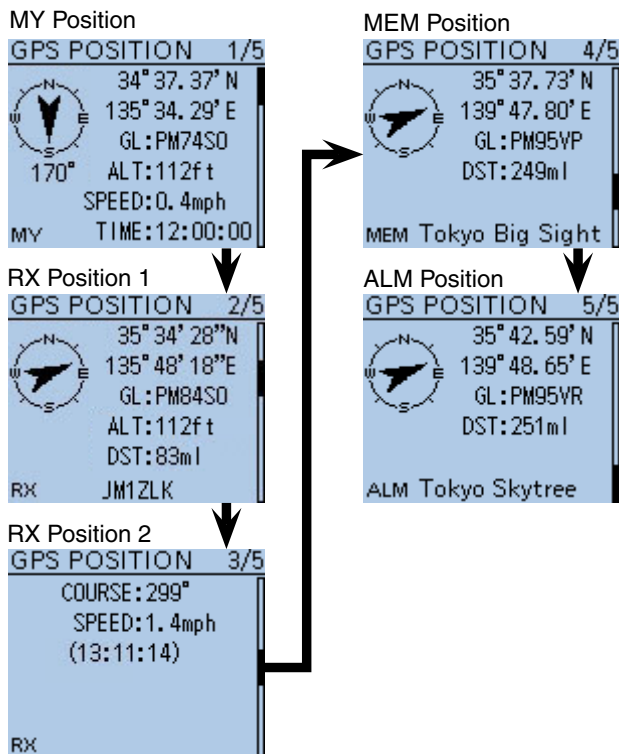 MY Position
GPS POSITION 1/5
N
W E
S
34°37.37' N
135°34.29' E
GL:PM74SO
170° ALT:112ft
SPEED:0.4mph
MY TIME:12:00:00
RX Position 1
GPS POSITION 2/5
N
W E
S
35°34'28"N
135°48'18"E
GL:PM84SO
ALT:112ft
DST:83ml
RX JM1ZLK
RX Position 2
GPS POSITION 3/5
COURSE:299°
SPEED:1.4mph
(13:11:14)
RX
MEM Position
GPS POSITION 4/5
N
W E
S
35°37.73' N
139°47.80' E
GL:PM95VP
DST:249ml
MEM Tokyo Big Sight
ALM Position
GPS POSITION 5/5
N
W E
S
35°42.59' N
139°48.65' E
GL:PM95VR
DST:251ml
ALM Tokyo Skytree